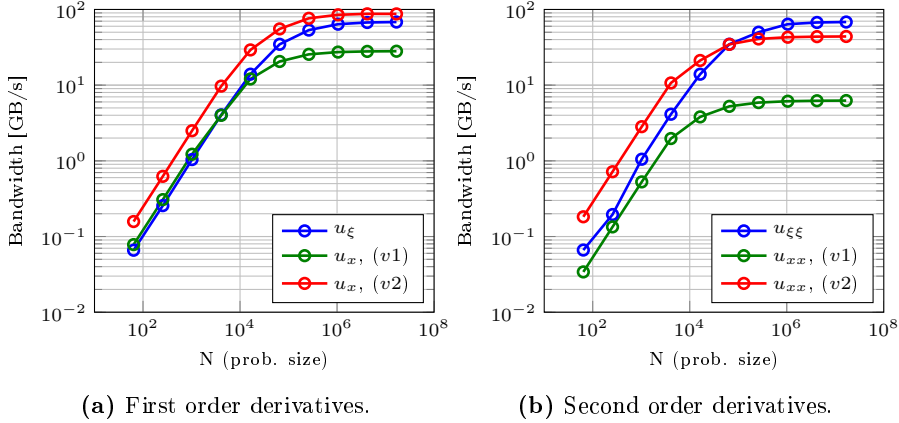 10^2
10^1
10^0
10^−1
10^−2
Bandwidth [GB/s]
u_ξ
u_x, (v1)
u_x, (v2)
10^2 10^4 10^6 10^8
N (prob. size)
(a) First order derivatives.
10^2
10^1
10^0
10^−1
10^−2
Bandwidth [GB/s]
u_ξξ
u_xx, (v1)
u_xx, (v2)
10^2 10^4 10^6 10^8
N (prob. size)
(b) Second order derivatives.